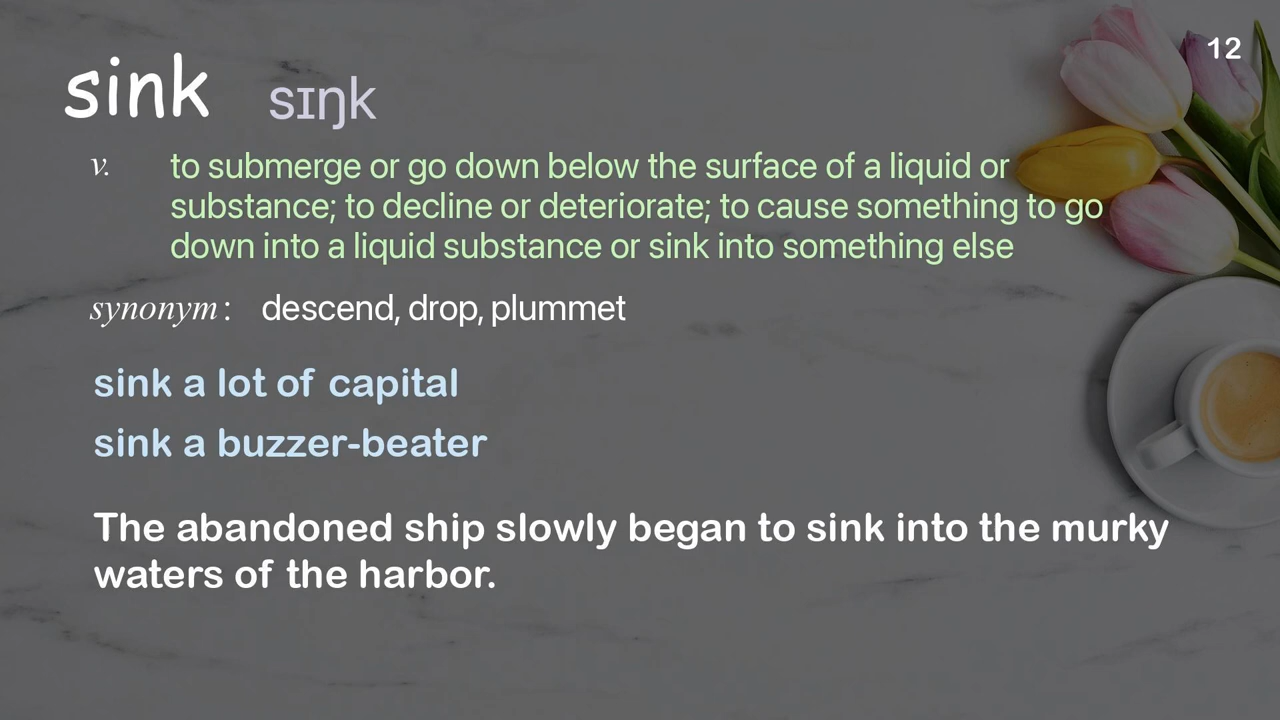 12
sink sɪŋk
v. to submerge or go down below the surface of a liquid or
substance; to decline or deteriorate; to cause something to go
down into a liquid substance or sink into something else
synonym: descend, drop, plummet
sink a lot of capital
sink a buzzer-beater
The abandoned ship slowly began to sink into the murky
waters of the harbor.